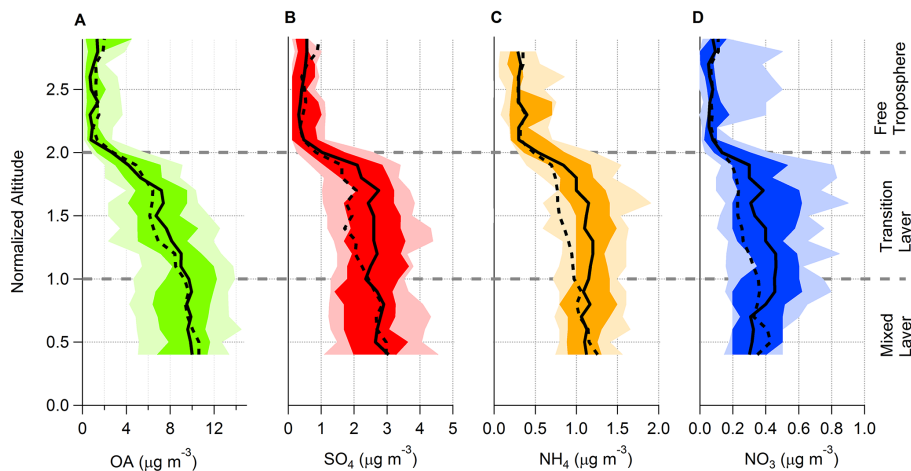 A
B
C
D
Normalized Altitude
2.5
2.0
1.5
1.0
0.5
0.0
0
4
8
12
OA (µg m⁻³)
0
1
2
3
4
5
SO₄ (µg m⁻³)
0.0
0.5
1.0
1.5
2.0
NH₄ (µg m⁻³)
0.0
0.2
0.4
0.6
0.8
1.0
NO₃ (µg m⁻³)
Free
Troposphere
Transition
Layer
Mixed
Layer